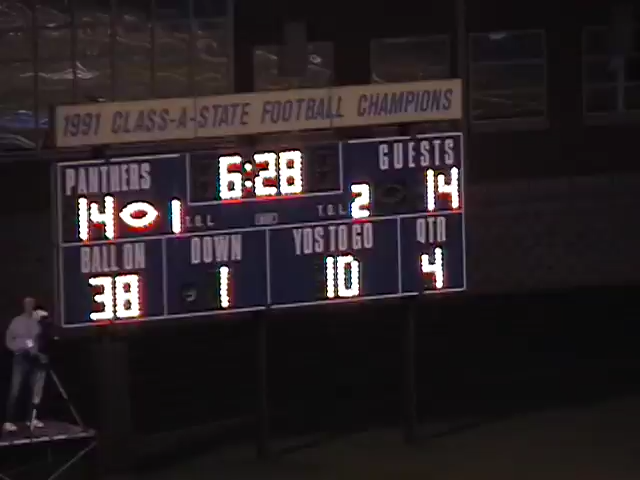 1991 CLASS-A-STATE FOOTBALL CHAMPIONS
PANTHERS 6:28 GUESTS
14 1 T.O.L T.O.L 2 14
BALL ON DOWN YDS TO GO QTR
38 1 10 4